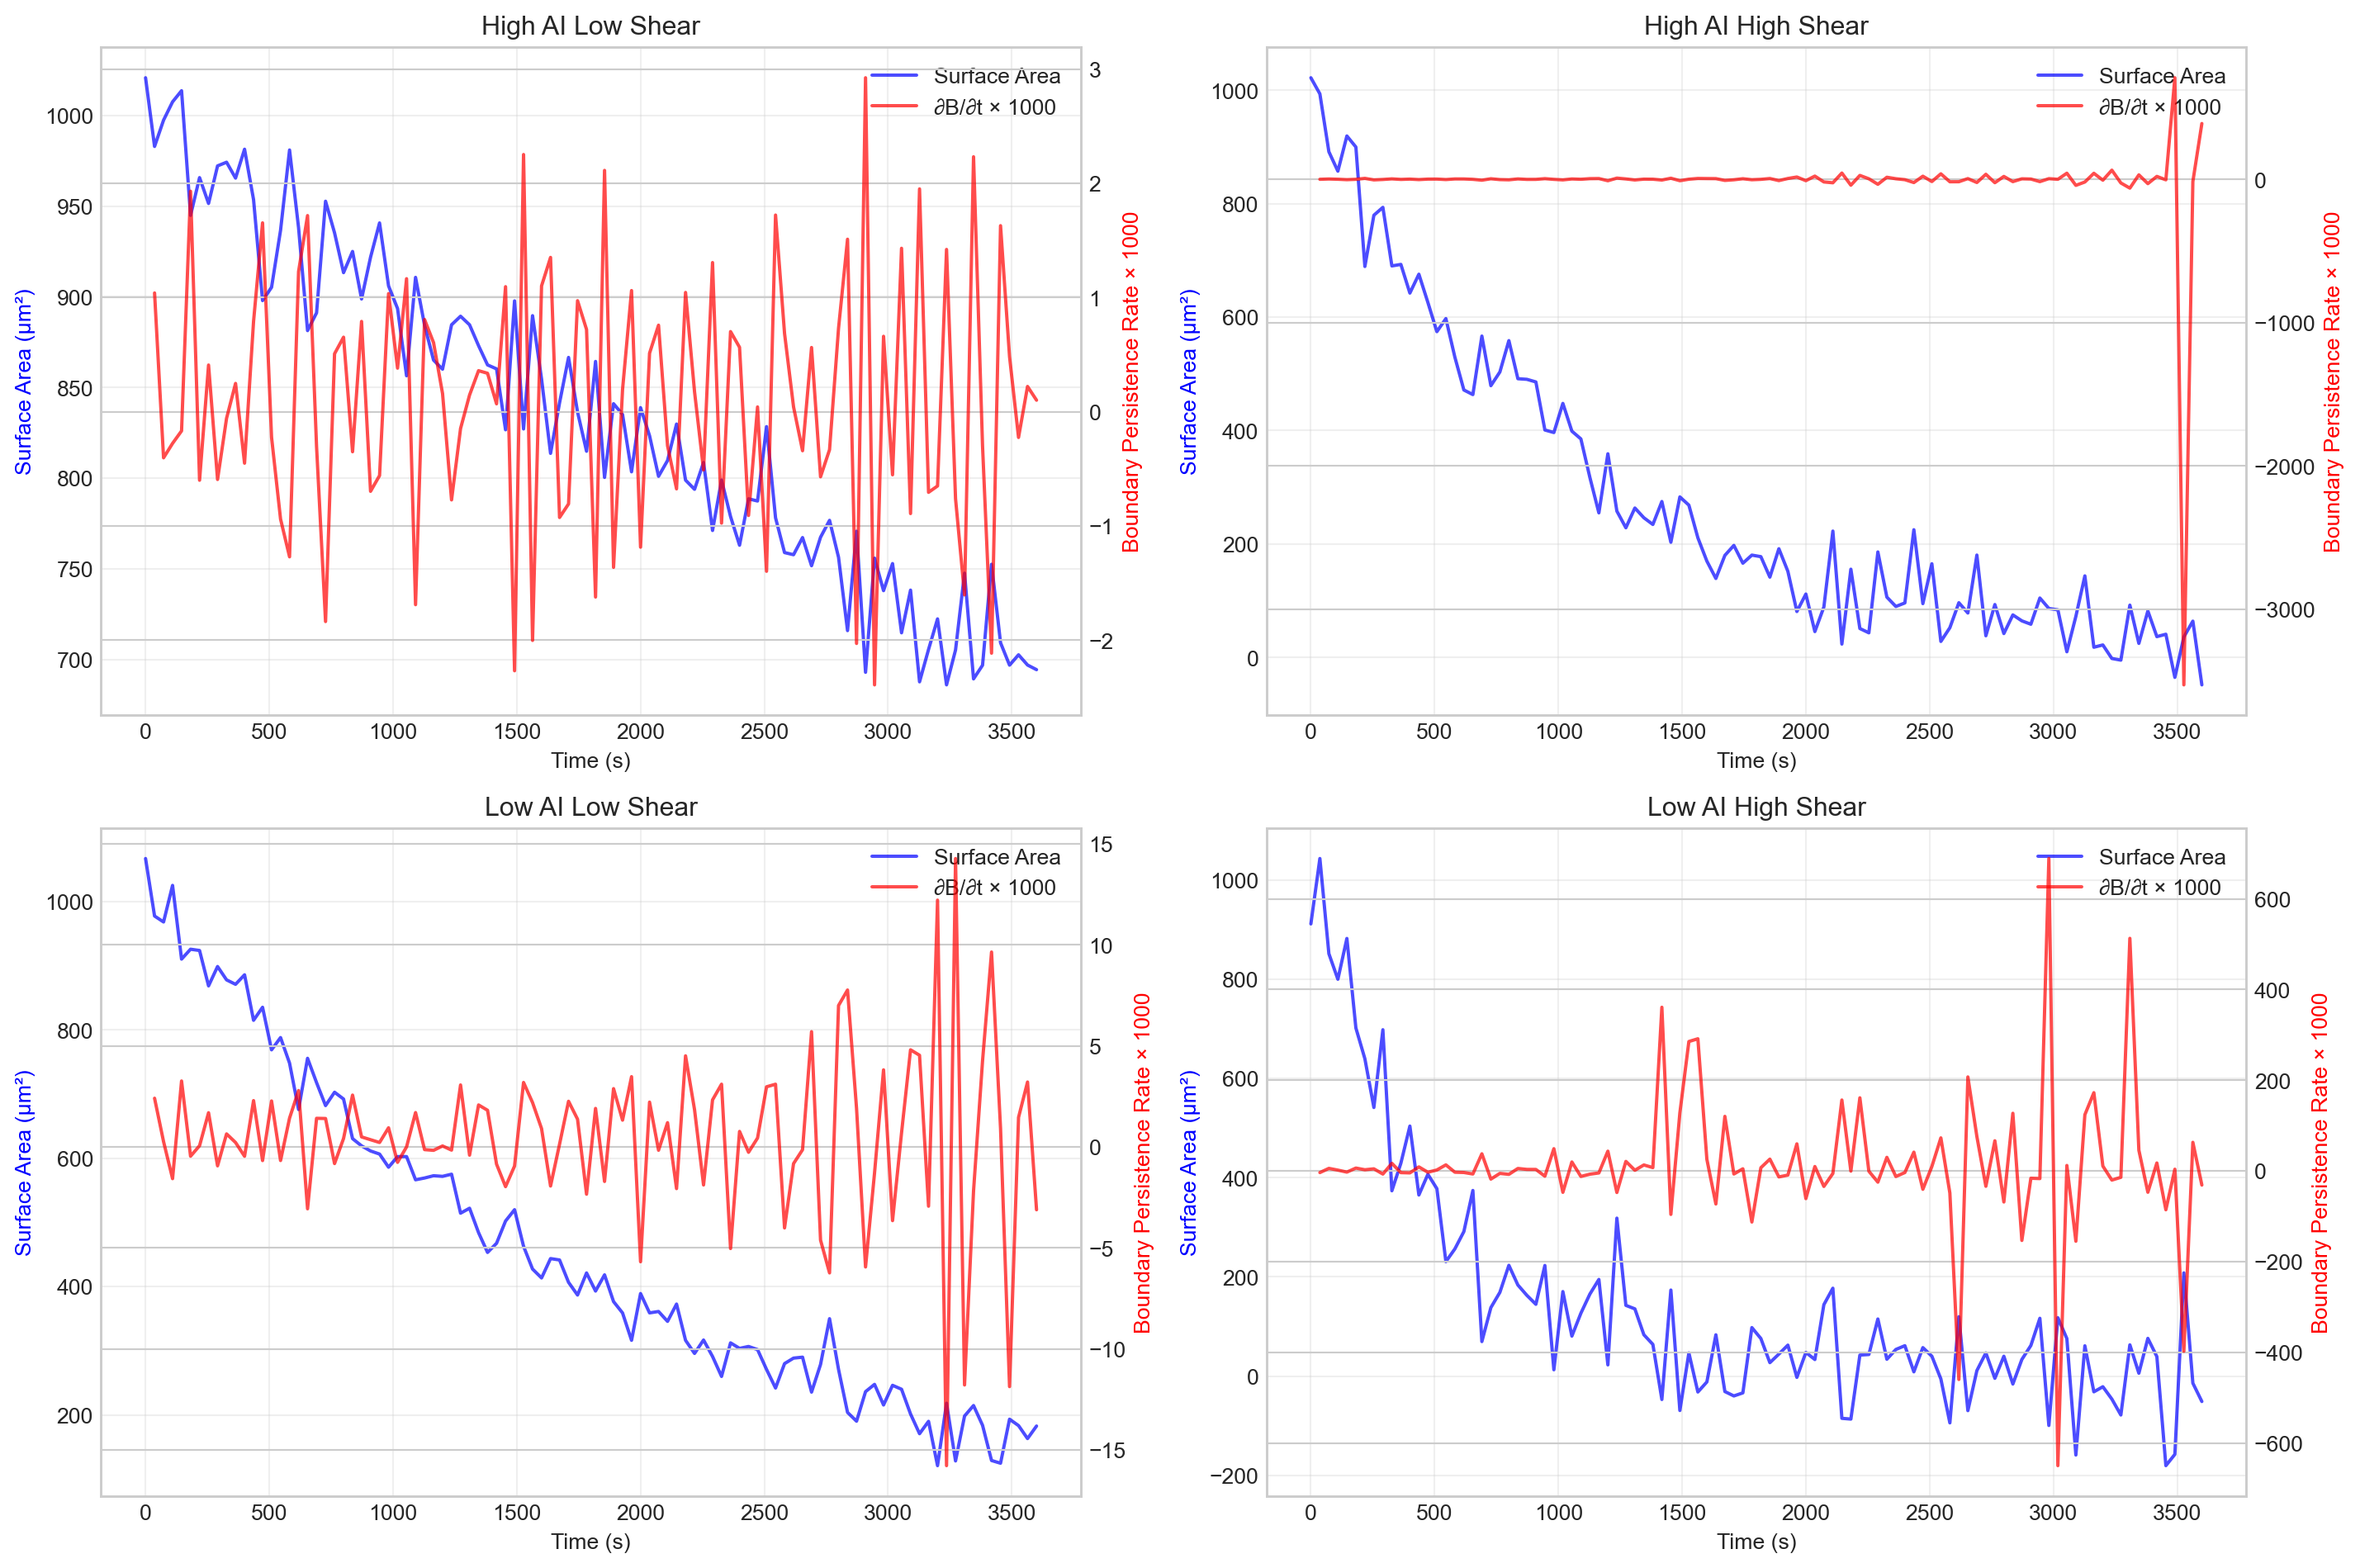 High AI Low Shear
Surface Area (μm²)
1000
950
900
850
800
750
700
Surface Area
∂B/∂t × 1000
3
2
1
0
−1
−2
Boundary Persistence Rate × 1000
0 500 1000 1500 2000 2500 3000 3500
Time (s)
High AI High Shear
Surface Area (μm²)
1000
800
600
400
200
0
Surface Area
∂B/∂t × 1000
0
−1000
−2000
−3000
Boundary Persistence Rate × 1000
0 500 1000 1500 2000 2500 3000 3500
Time (s)
Low AI Low Shear
Surface Area (μm²)
1000
800
600
400
200
Surface Area
∂B/∂t × 1000
15
10
5
0
−5
−10
−15
Boundary Persistence Rate × 1000
0 500 1000 1500 2000 2500 3000 3500
Time (s)
Low AI High Shear
Surface Area (μm²)
1000
800
600
400
200
0
−200
Surface Area
∂B/∂t × 1000
600
400
200
0
−200
−400
−600
Boundary Persistence Rate × 1000
0 500 1000 1500 2000 2500 3000 3500
Time (s)